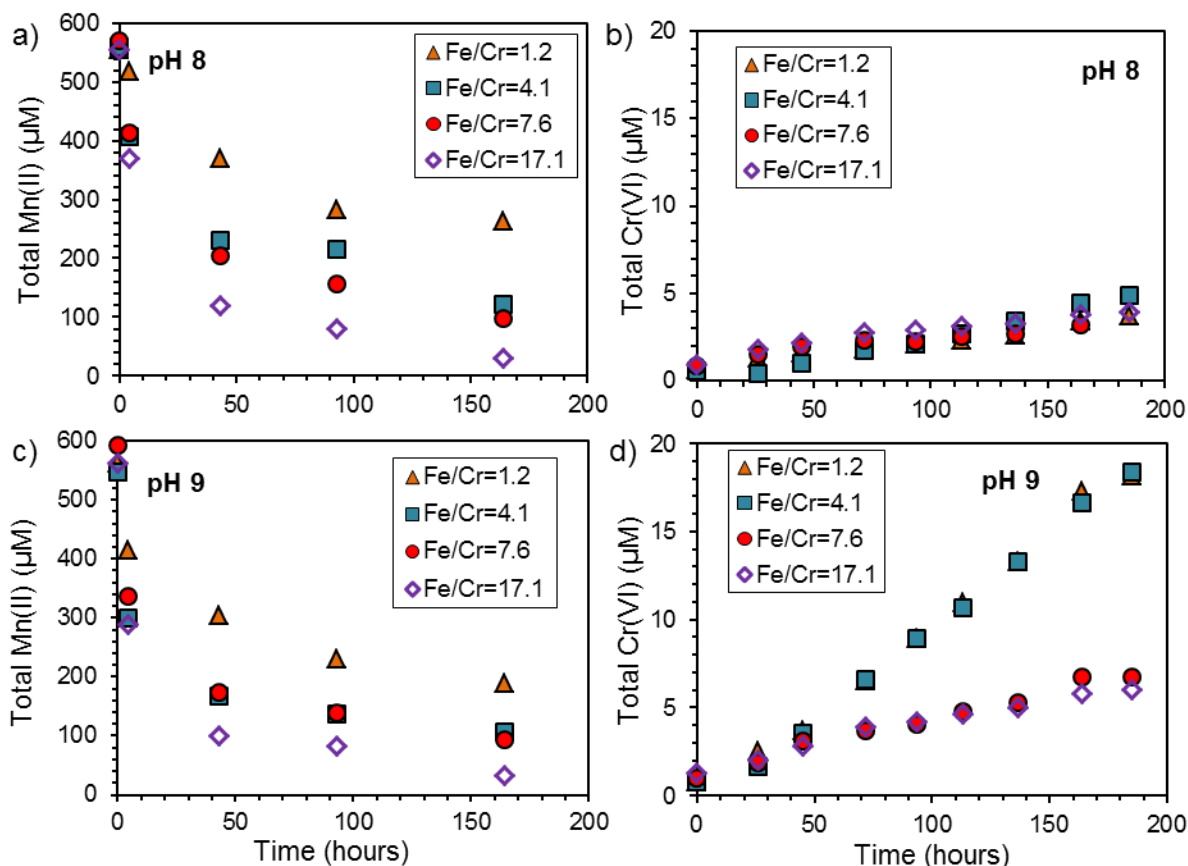 a)
pH 8
Fe/Cr=1.2
Fe/Cr=4.1
Fe/Cr=7.6
Fe/Cr=17.1
Total Mn(II) (µM)
600
500
400
300
200
100
0
0 50 100 150 200
b)
pH 8
Fe/Cr=1.2
Fe/Cr=4.1
Fe/Cr=7.6
Fe/Cr=17.1
Total Cr(VI) (µM)
20
15
10
5
0
0 50 100 150 200
c)
pH 9
Fe/Cr=1.2
Fe/Cr=4.1
Fe/Cr=7.6
Fe/Cr=17.1
Total Mn(II) (µM)
600
500
400
300
200
100
0
0 50 100 150 200
Time (hours)
d)
pH 9
Fe/Cr=1.2
Fe/Cr=4.1
Fe/Cr=7.6
Fe/Cr=17.1
Total Cr(VI) (µM)
20
15
10
5
0
0 50 100 150 200
Time (hours)